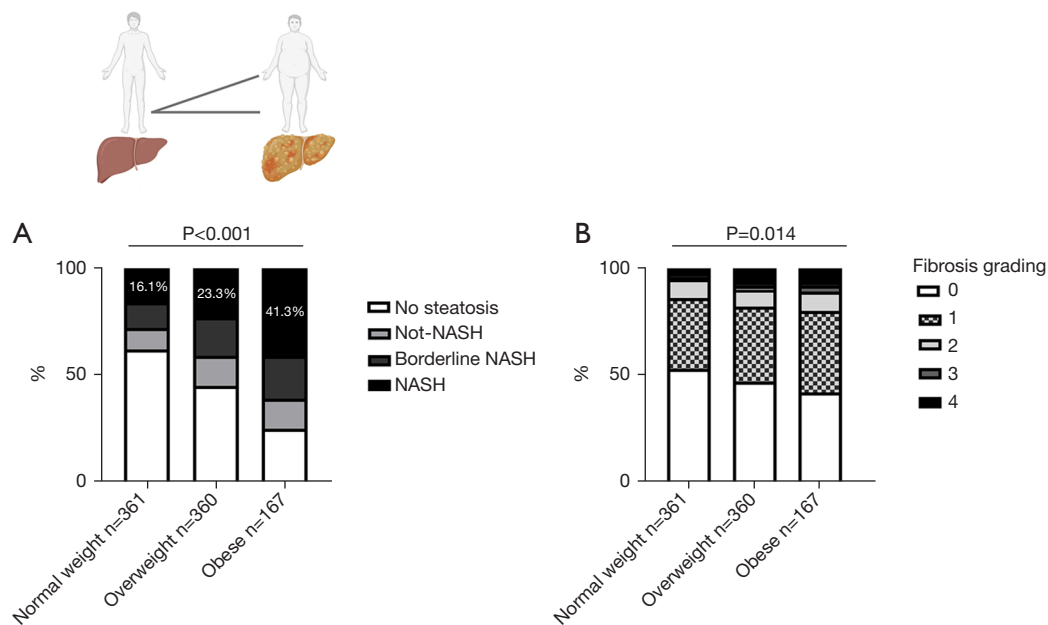 A
P<0.001
100
50
0
%
16.1%
23.3%
41.3%
No steatosis
Not-NASH
Borderline NASH
NASH
Normal weight n=361
Overweight n=360
Obese n=167
B
P=0.014
100
50
0
%
Fibrosis grading
0
1
2
3
4
Normal weight n=361
Overweight n=360
Obese n=167